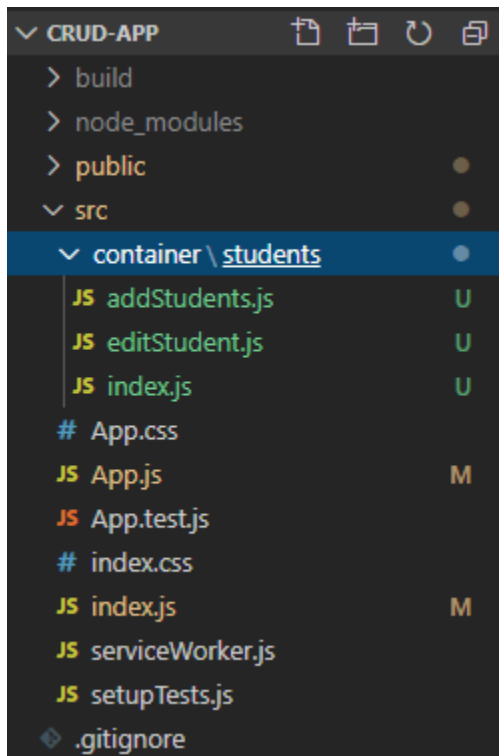 CRUD-APP
build
node_modules
public
src
container \ students
JS addStudents.js U
JS editStudent.js U
JS index.js U
# App.css
JS App.js M
JS App.test.js
# index.css
JS index.js M
JS serviceWorker.js
JS setupTests.js
.gitignore